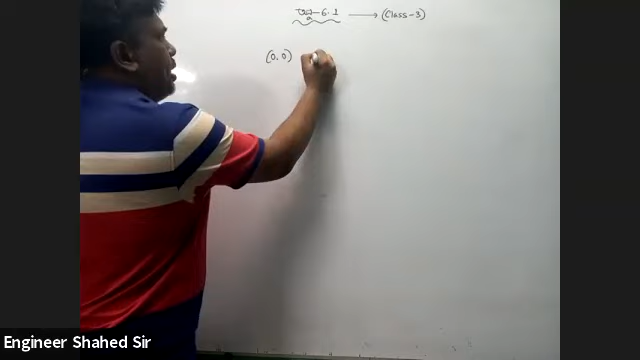 6.1 → (Class-3)
(0,0)
Engineer Shahed Sir